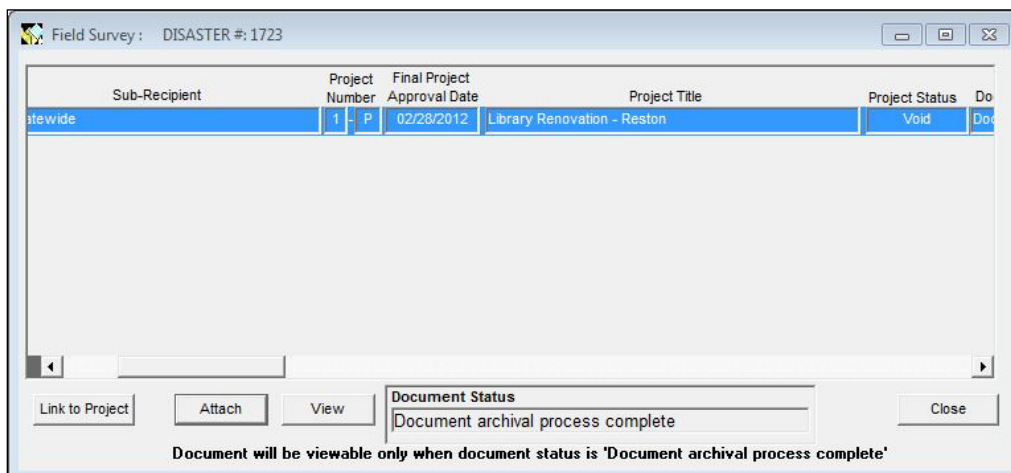 Field Survey : DISASTER #: 1723
Sub-Recipient Project Number Final Project Approval Date Project Title Project Status Do
atewide 1 - P 02/28/2012 Library Renovation - Reston Void Doc
Link to Project Attach View Document Status Close
Document archival process complete
Document will be viewable only when document status is 'Document archival process complete'